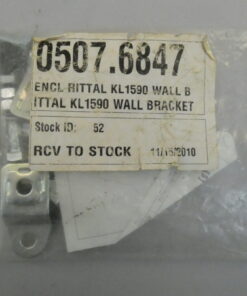 0507.6847
ENCL RITTAL KL1590 WALL B
ITTAL KL1590 WALL BRACKET
Stock ID: 52
RCV TO STOCK 11/15/2010